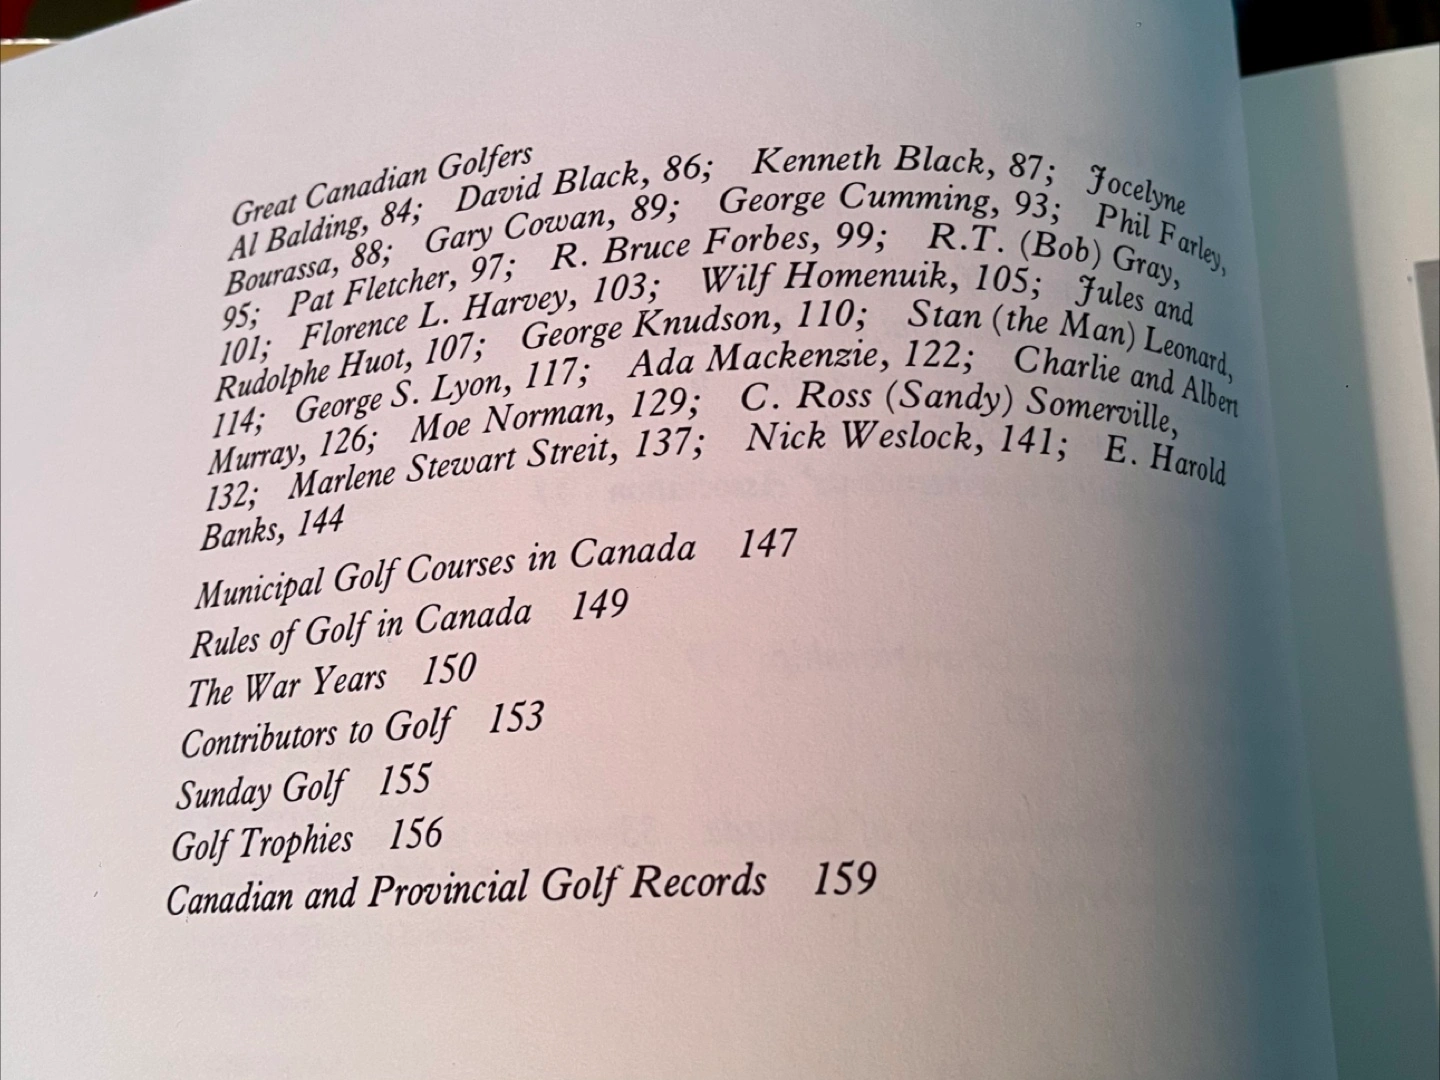 Great Canadian Golfers
Al Balding, 84; David Black, 86; Kenneth Black, 87; Jocelyne
Bourassa, 88; Gary Cowan, 89; George Cumming, 93; Phil Farley,
95; Pat Fletcher, 97; R. Bruce Forbes, 99; R.T. (Bob) Gray,
101; Florence L. Harvey, 103; Wilf Homenuik, 105; Jules and
Rudolphe Huot, 107; George Knudson, 110; Stan (the Man) Leonard,
114; George S. Lyon, 117; Ada Mackenzie, 122; Charlie and Albert
Murray, 126; Moe Norman, 129; C. Ross (Sandy) Somerville,
132; Marlene Stewart Streit, 137; Nick Weslock, 141; E. Harold
Banks, 144
Municipal Golf Courses in Canada 147
Rules of Golf in Canada 149
The War Years 150
Contributors to Golf 153
Sunday Golf 155
Golf Trophies 156
Canadian and Provincial Golf Records 159